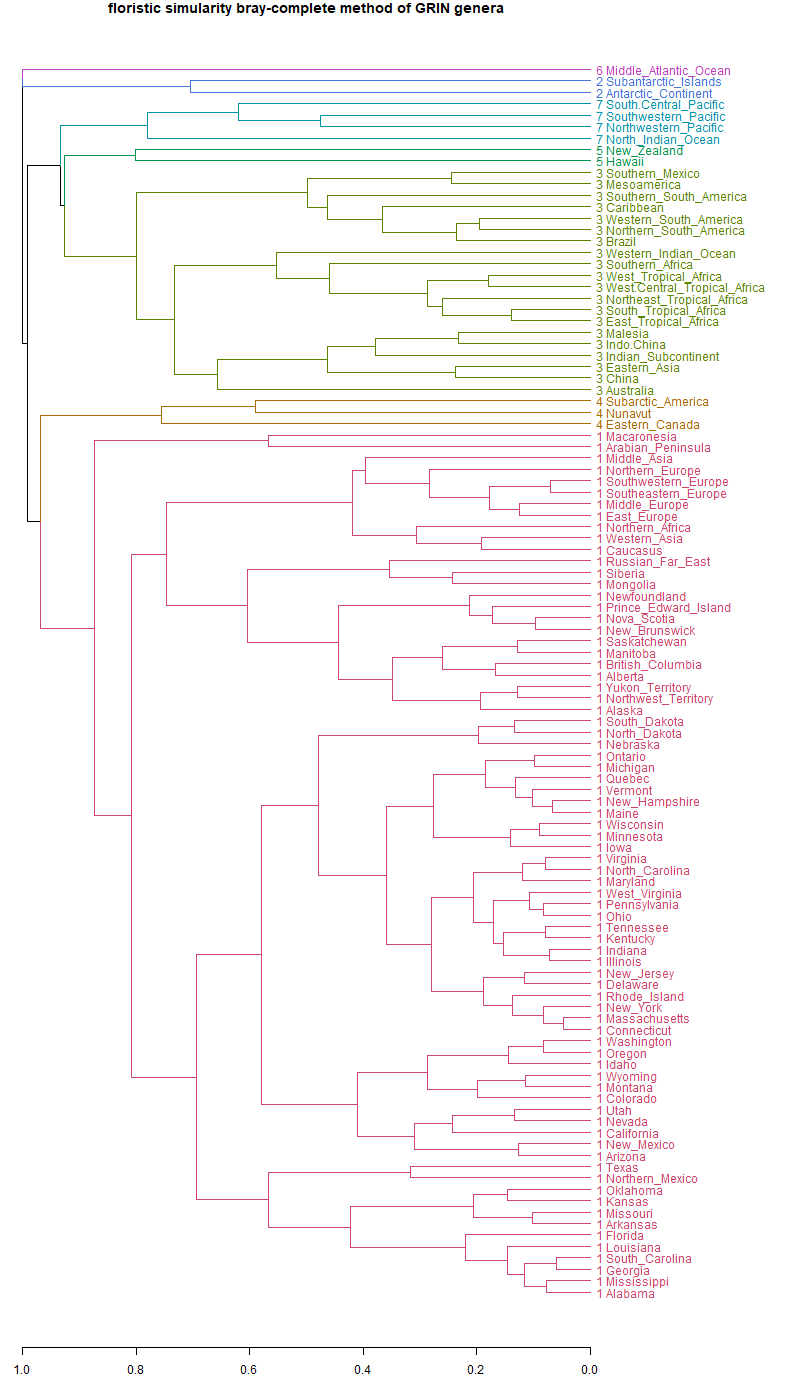 floristic simularity bray-complete method of GRIN genera
6 Middle_Atlantic_Ocean
2 Subantarctic_Islands
2 Antarctic_Continent
7 South.Central_Pacific
7 Southwestern_Pacific
7 Northwestern_Pacific
7 North_Indian_Ocean
5 New_Zealand
5 Hawaii
3 Southern_Mexico
3 Mesoamerica
3 Southern_South_America
3 Caribbean
3 Western_South_America
3 Northern_South_America
3 Brazil
3 Western_Indian_Ocean
3 Southern_Africa
3 West_Tropical_Africa
3 West.Central_Tropical_Africa
3 Northeast_Tropical_Africa
3 South_Tropical_Africa
3 East_Tropical_Africa
3 Malesia
3 Indo.China
3 Indian_Subcontinent
3 Eastern_Asia
3 China
3 Australia
4 Subarctic_America
4 Nunavut
4 Eastern_Canada
1 Macaronesia
1 Arabian_Peninsula
1 Middle_Asia
1 Northern_Europe
1 Southwestern_Europe
1 Southeastern_Europe
1 Middle_Europe
1 East_Europe
1 Northern_Africa
1 Western_Asia
1 Caucasus
1 Russian_Far_East
1 Siberia
1 Mongolia
1 Newfoundland
1 Prince_Edward_Island
1 Nova_Scotia
1 New_Brunswick
1 Saskatchewan
1 Manitoba
1 British_Columbia
1 Alberta
1 Yukon_Territory
1 Northwest_Territory
1 Alaska
1 South_Dakota
1 North_Dakota
1 Nebraska
1 Ontario
1 Michigan
1 Quebec
1 Vermont
1 New_Hampshire
1 Maine
1 Wisconsin
1 Minnesota
1 Iowa
1 Virginia
1 North_Carolina
1 Maryland
1 West_Virginia
1 Pennsylvania
1 Ohio
1 Tennessee
1 Kentucky
1 Indiana
1 Illinois
1 New_Jersey
1 Delaware
1 Rhode_Island
1 New_York
1 Massachusetts
1 Connecticut
1 Washington
1 Oregon
1 Idaho
1 Wyoming
1 Montana
1 Colorado
1 Utah
1 Nevada
1 California
1 New_Mexico
1 Arizona
1 Texas
1 Northern_Mexico
1 Oklahoma
1 Kansas
1 Missouri
1 Arkansas
1 Florida
1 Louisiana
1 South_Carolina
1 Georgia
1 Mississippi
1 Alabama
1.0 0.8 0.6 0.4 0.2 0.0